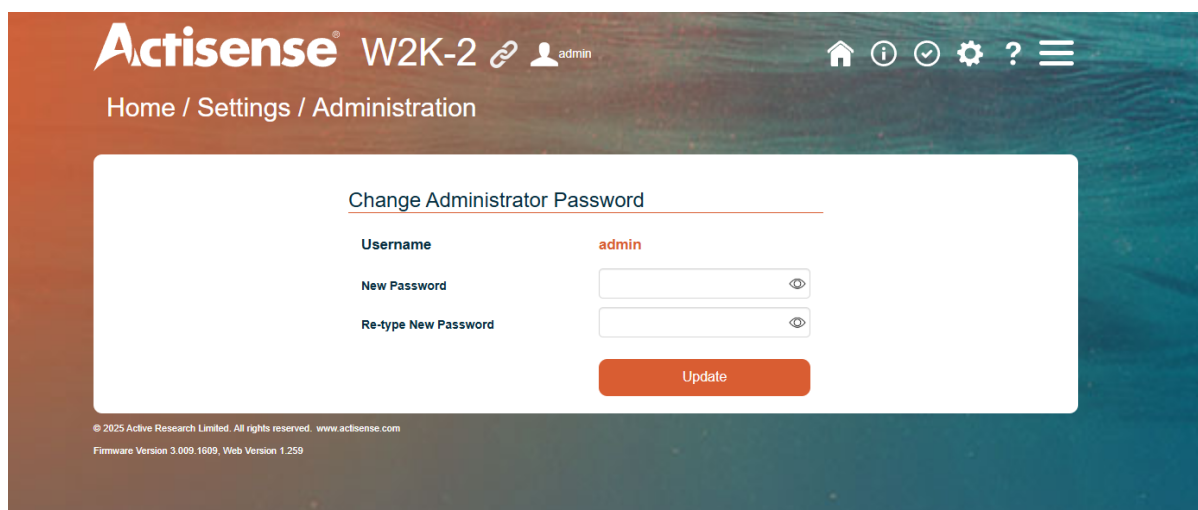 Actisense® W2K-2 admin
Home / Settings / Administration
Change Administrator Password
Username admin
New Password
Re-type New Password
Update
© 2025 Active Research Limited. All rights reserved. www.actisense.com
Firmware Version 3.009.1609, Web Version 1.259